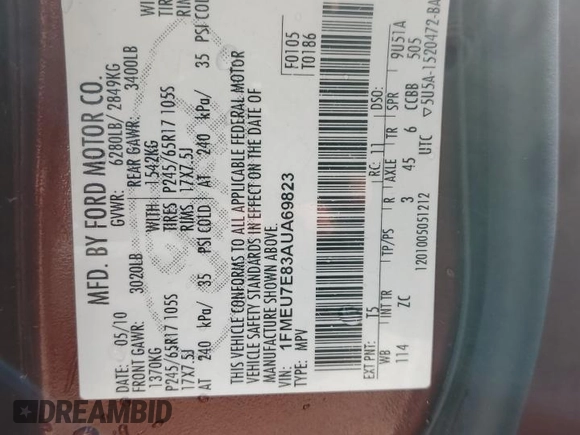 MFD. BY FORD MOTOR CO.
DATE: 05/10 GVWR: 6280LB/ 2849KG
FRONT GAWR: 3020LB REAR GAWR: 3400LB
1370KG WITH 1542KG WITH
P245/65R17 105S TIRES P245/65R17 105S TIRES
17X7.5J RIMS 17X7.5J RIMS
AT 240 kPa/ 35 PSI COLD AT 240 kPa/ 35 PSI COLD
THIS VEHICLE CONFORMS TO ALL APPLICABLE FEDERAL MOTOR
VEHICLE SAFETY STANDARDS IN EFFECT ON THE DATE OF
MANUFACTURE SHOWN ABOVE.
VIN: 1FMEU7E83AUA69823
TYPE: MPV
F0105
T0186
EXT PNT: T5 RC: 11 DSO:
WB INT TR TP/PS R AXLE TR SPR 9U51A
114 ZC 3 45 6 CCBB 505
1201005051212 UTC ▽5U5A-1520472-BA
DREAMBID